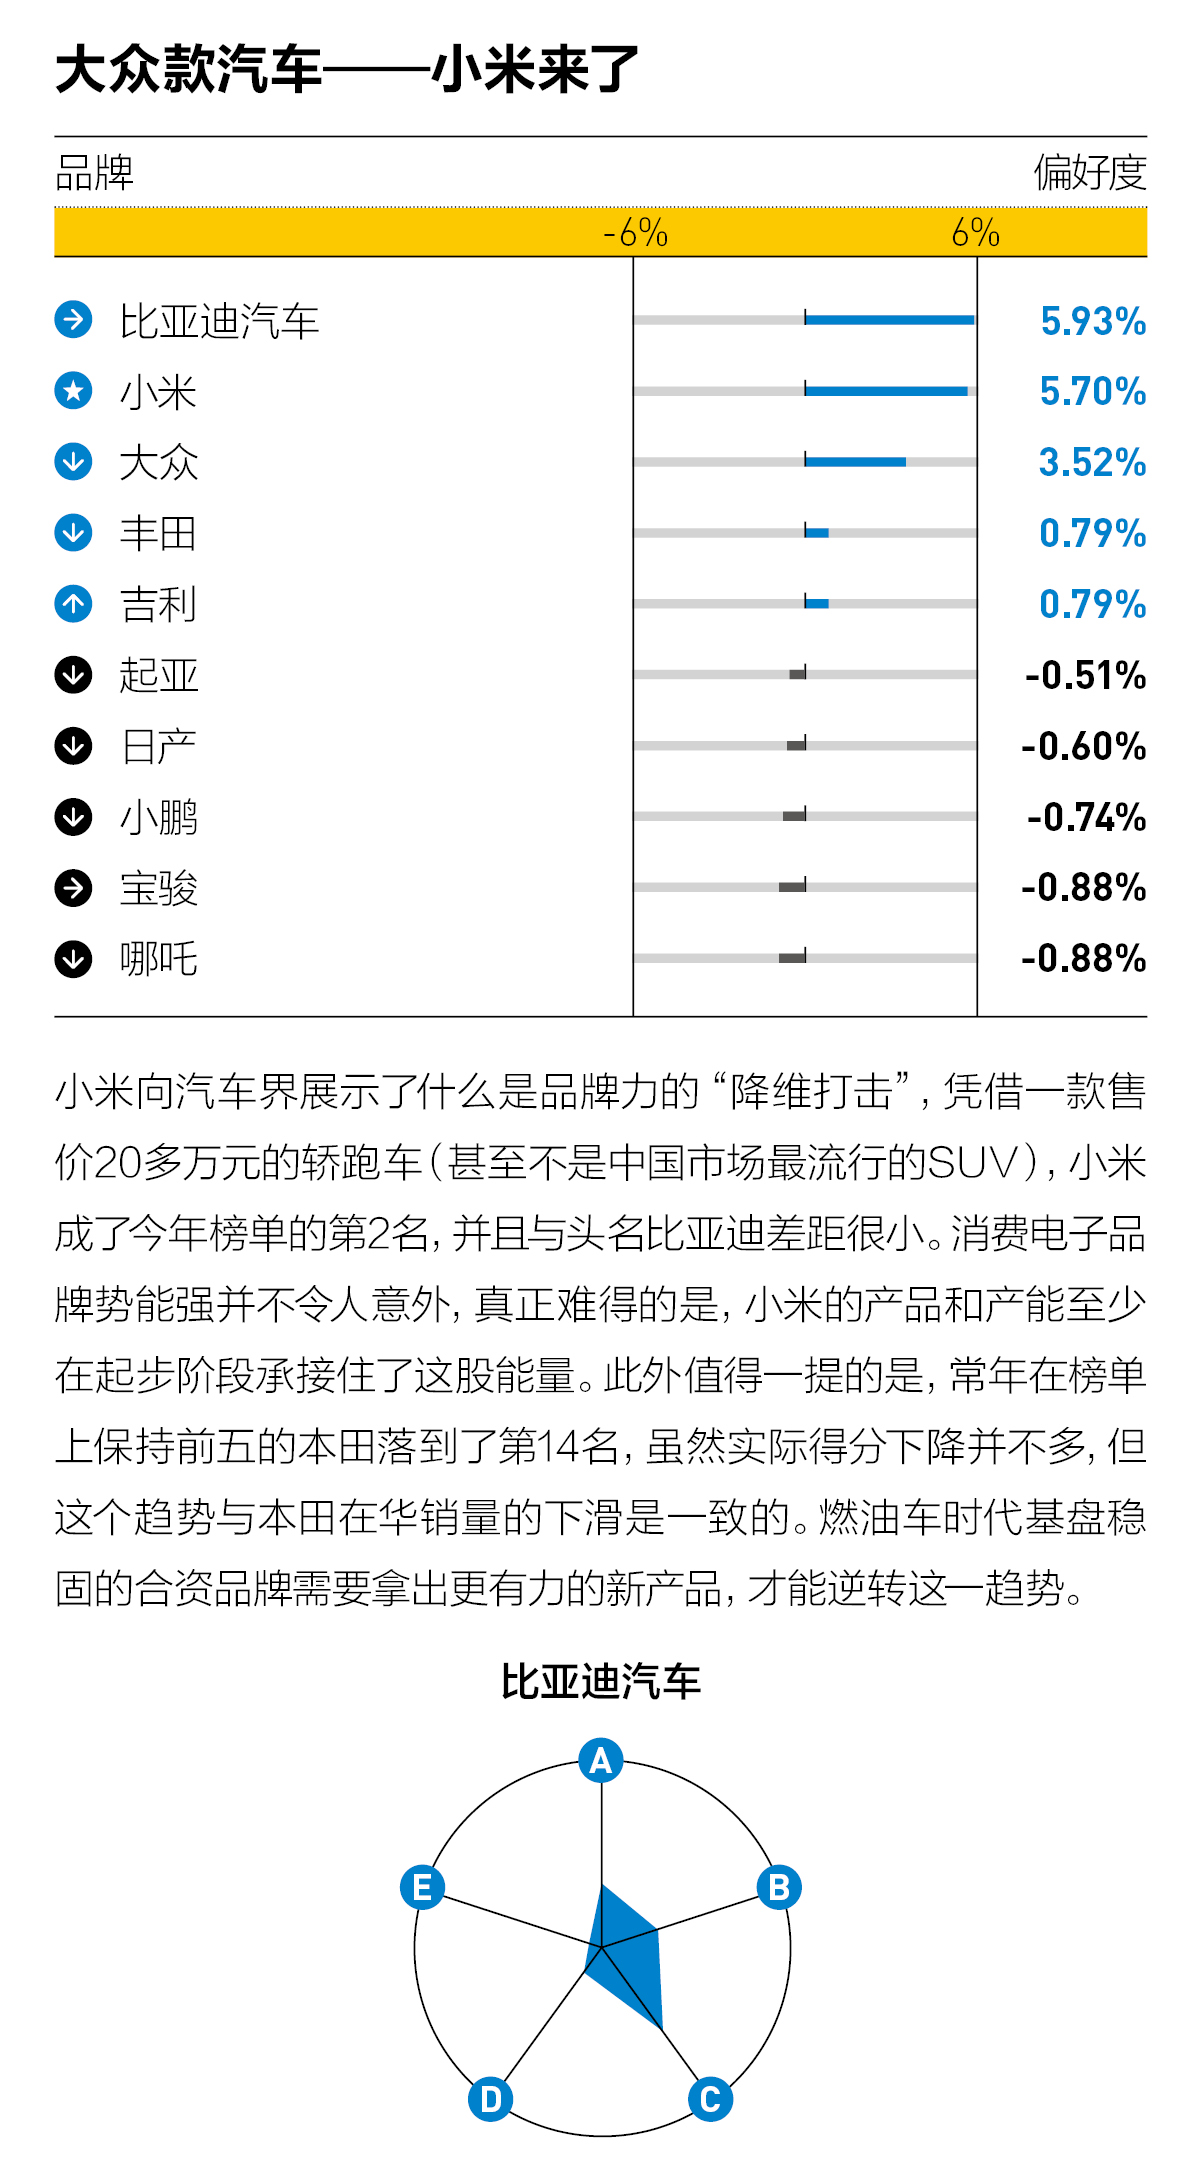 大众款汽车——小米来了
品牌 偏好度
-6% 6%
比亚迪汽车 5.93%
小米 5.70%
大众 3.52%
丰田 0.79%
吉利 0.79%
起亚 -0.51%
日产 -0.60%
小鹏 -0.74%
宝骏 -0.88%
哪吒 -0.88%
小米向汽车界展示了什么是品牌力的“降维打击”，凭借一款售
价20多万元的轿跑车（甚至不是中国市场最流行的SUV），小米
成了今年榜单的第2名，并且与头名比亚迪差距很小。消费电子品
牌势能强并不令人意外，真正难得的是，小米的产品和产能至少
在起步阶段承接住了这股能量。此外值得一提的是，常年在榜单
上保持前五的本田落到了第14名，虽然实际得分下降并不多，但
这个趋势与本田在华销量的下滑是一致的。燃油车时代基盘稳
固的合资品牌需要拿出更有力的新产品，才能逆转这一趋势。
比亚迪汽车
A
E B
D C